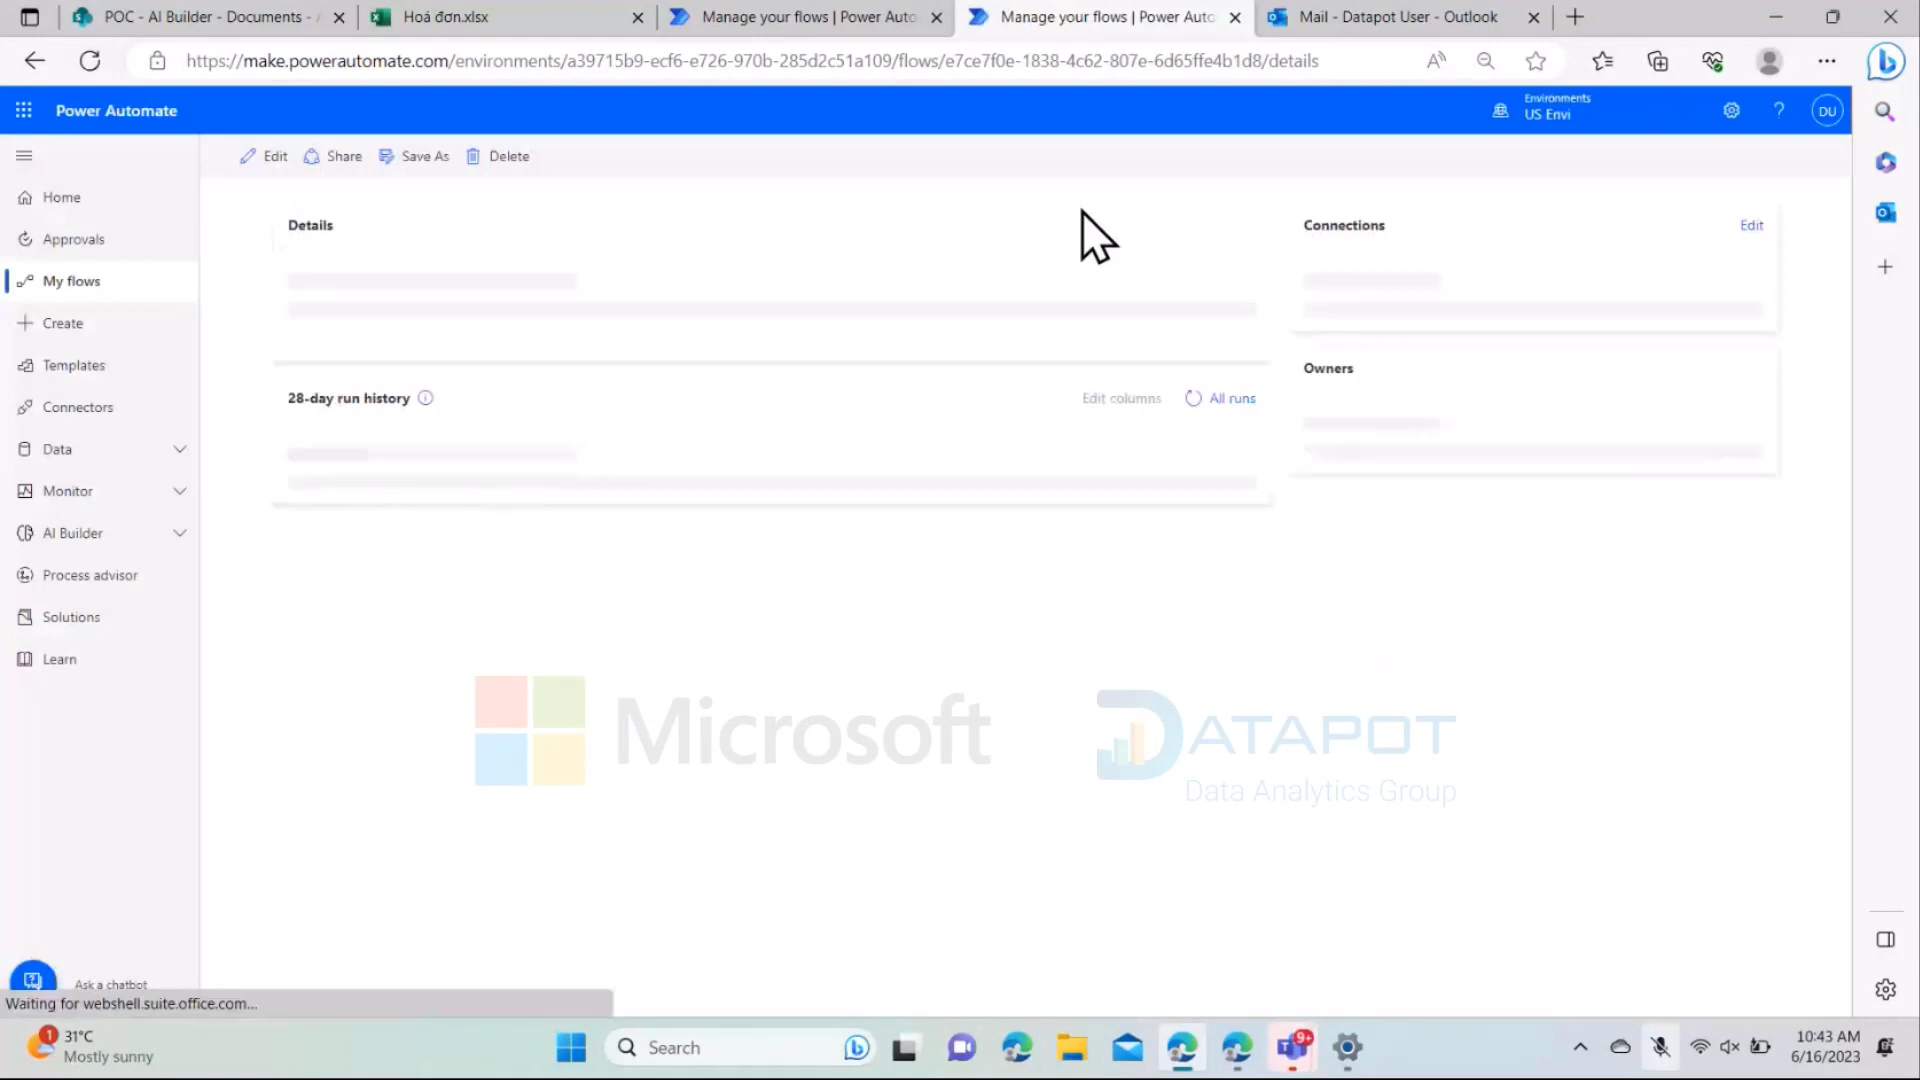 POC - AI Builder - Documents - A
Hoá đơn.xlsx
Manage your flows | Power Auto
Manage your flows | Power Auto
Mail - Datapot User - Outlook
https://make.powerautomate.com/environments/a39715b9-ecf6-e726-970b-285d2c51a109/flows/e7ce7f0e-1838-4c62-807e-6d65ffe4b1d8/details
Power Automate
Environments
US Envi
DU
Edit
Share
Save As
Delete
Home
Approvals
My flows
Create
Templates
Connectors
Data
Monitor
AI Builder
Process advisor
Solutions
Learn
Details
Connections
Edit
28-day run history
Edit columns
All runs
Owners
Microsoft
DATAPOT
Data Analytics Group
Ask a chatbot
Waiting for webshell.suite.office.com...
1
31°C
Mostly sunny
Search
9+
10:43 AM
6/16/2023